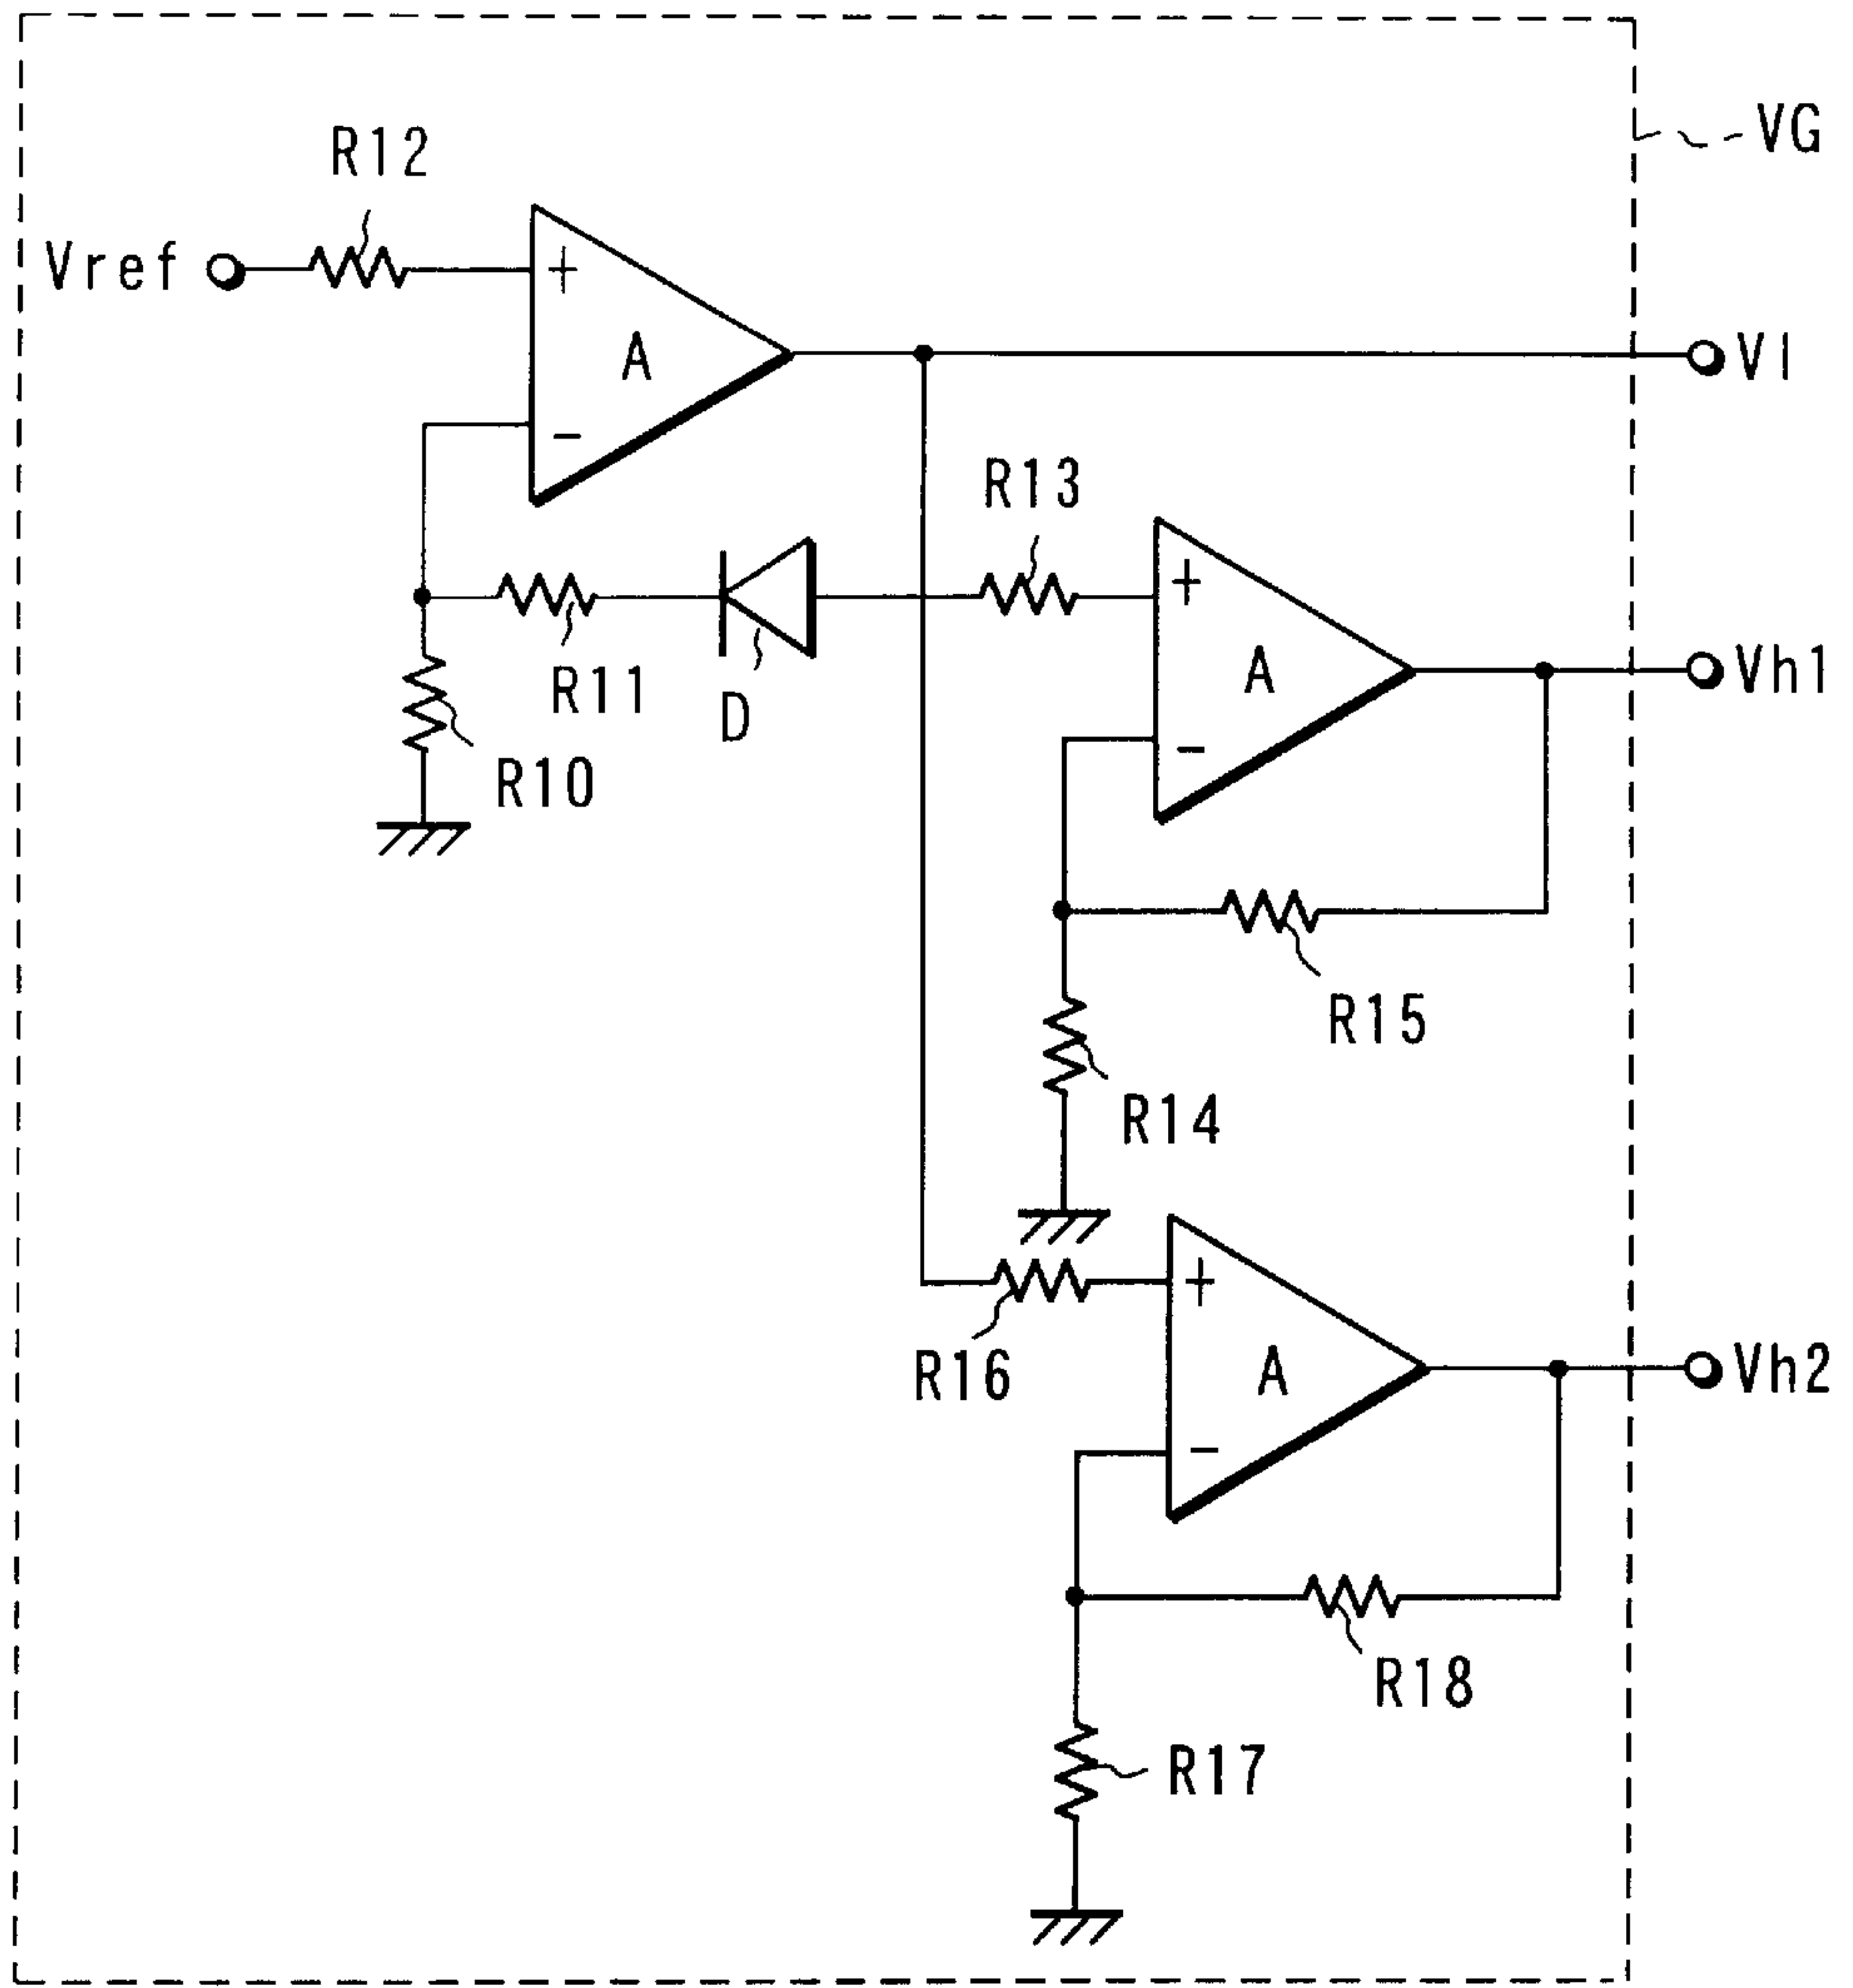 VG
R12
Vref
+
A
Vl
−
R13
+
R11
D
A
Vh1
R10
−
R15
R14
+
R16
A
Vh2
−
R18
R17